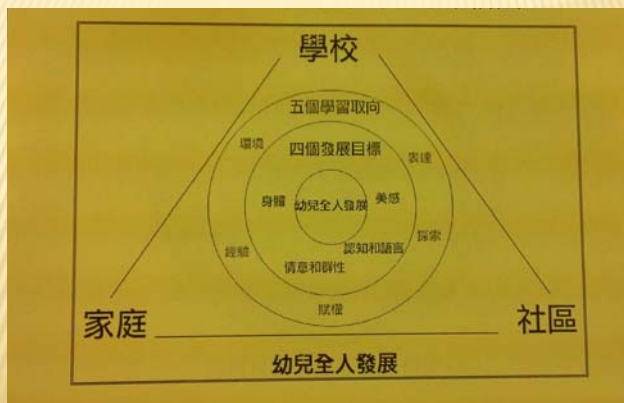 學校
五個學習取向
環境
四個發展目標
表達
身體
幼兒全人發展
美感
經驗
認知和語言
探索
情意和群性
賦權
家庭
社區
幼兒全人發展